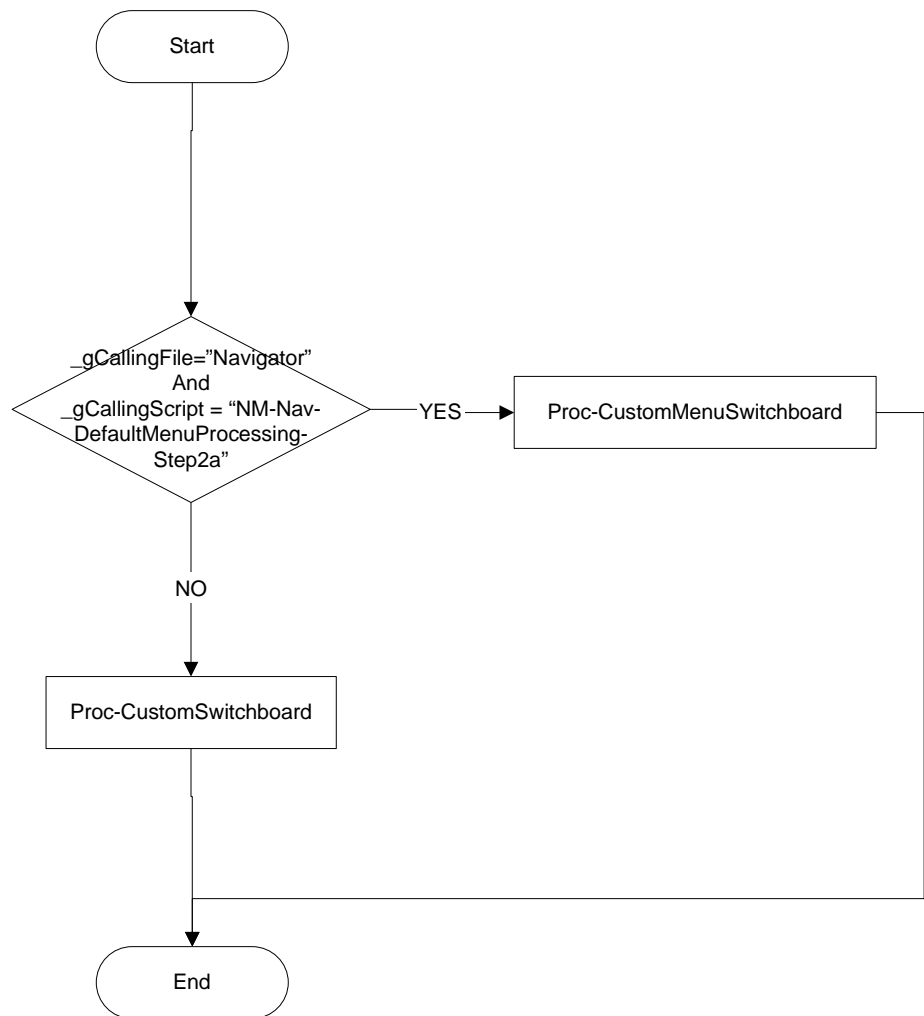 Start
_gCallingFile=”Navigator”
And
_gCallingScript = “NM-Nav-
DefaultMenuProcessing-
Step2a”
YES
Proc-CustomMenuSwitchboard
NO
Proc-CustomSwitchboard
End